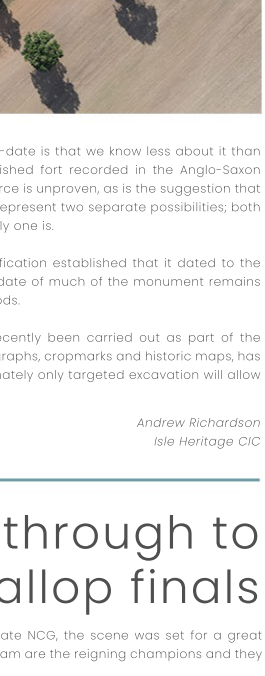 -date is that we know less about it than
ished fort recorded in the Anglo-Saxon
rce is unproven, as is the suggestion that
epresent two separate possibilities; both
ly one is.
fication established that it dated to the
date of much of the monument remains
ods.
ecently been carried out as part of the
graphs, cropmarks and historic maps, has
nately only targeted excavation will allow
Andrew Richardson
Isle Heritage CIC
through to
allop finals
ate NCG, the scene was set for a great
am are the reigning champions and they